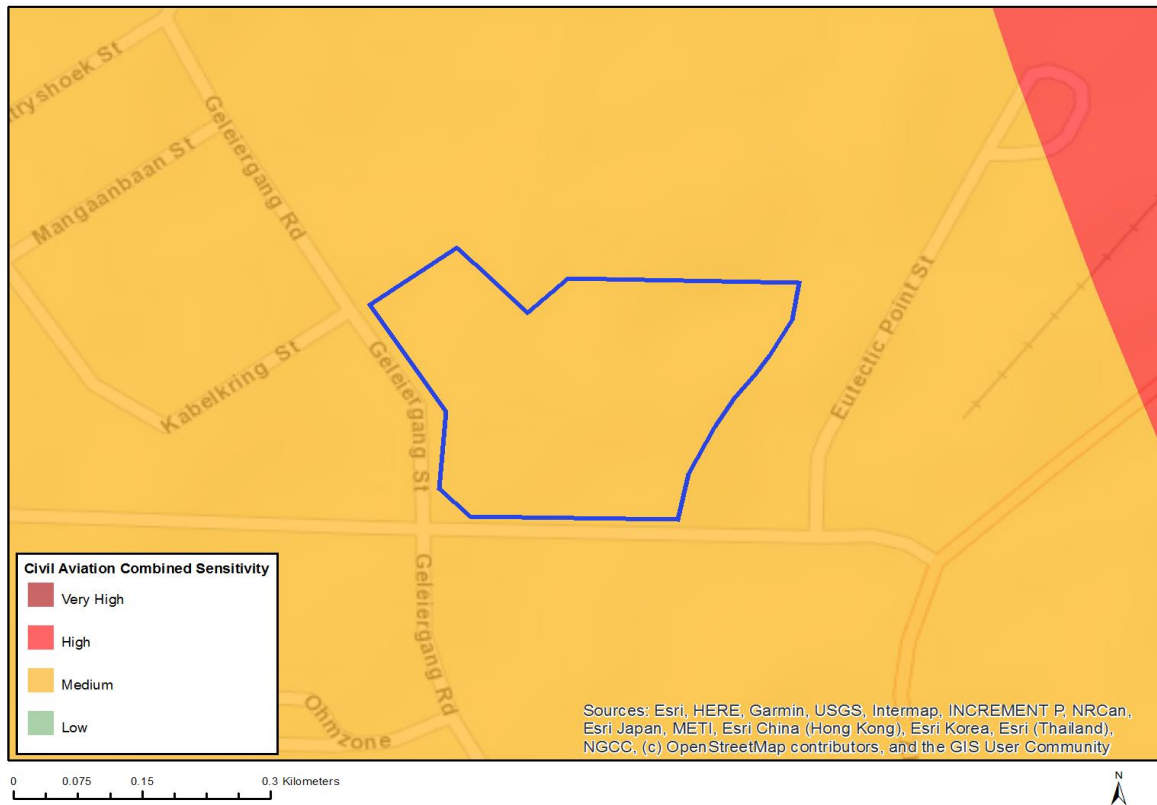 tryshoek St
Geleiergang Rd
Mangaanbaan St
Kabelkring St
Geleiergang St
Eutectic Point St
Geleiergang Rd
Ohmzone
Civil Aviation Combined Sensitivity
Very High
High
Medium
Low
Sources: Esri, HERE, Garmin, USGS, Intermap, INCREMENT P, NRCan,
Esri Japan, METI, Esri China (Hong Kong), Esri Korea, Esri (Thailand),
NGCC, (c) OpenStreetMap contributors, and the GIS User Community
0 0.075 0.15 0.3 Kilometers
N